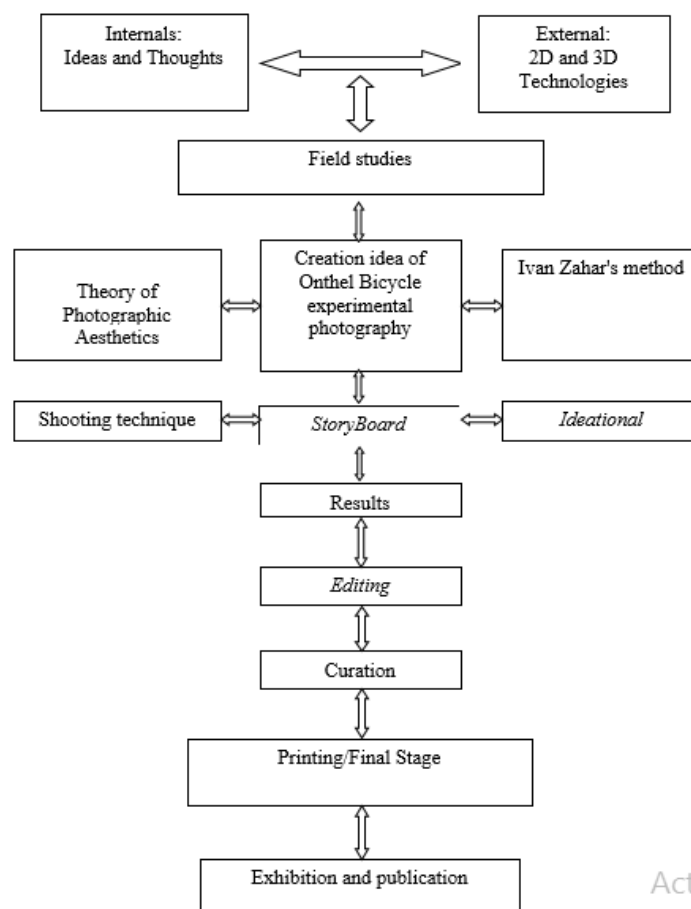 Internals:
Ideas and Thoughts
External:
2D and 3D
Technologies
Field studies
Theory of
Photographic
Aesthetics
Creation idea of
Onthel Bicycle
experimental
photography
Ivan Zahar's method
Shooting technique
StoryBoard
Ideational
Results
Editing
Curation
Printing/Final Stage
Exhibition and publication
Act